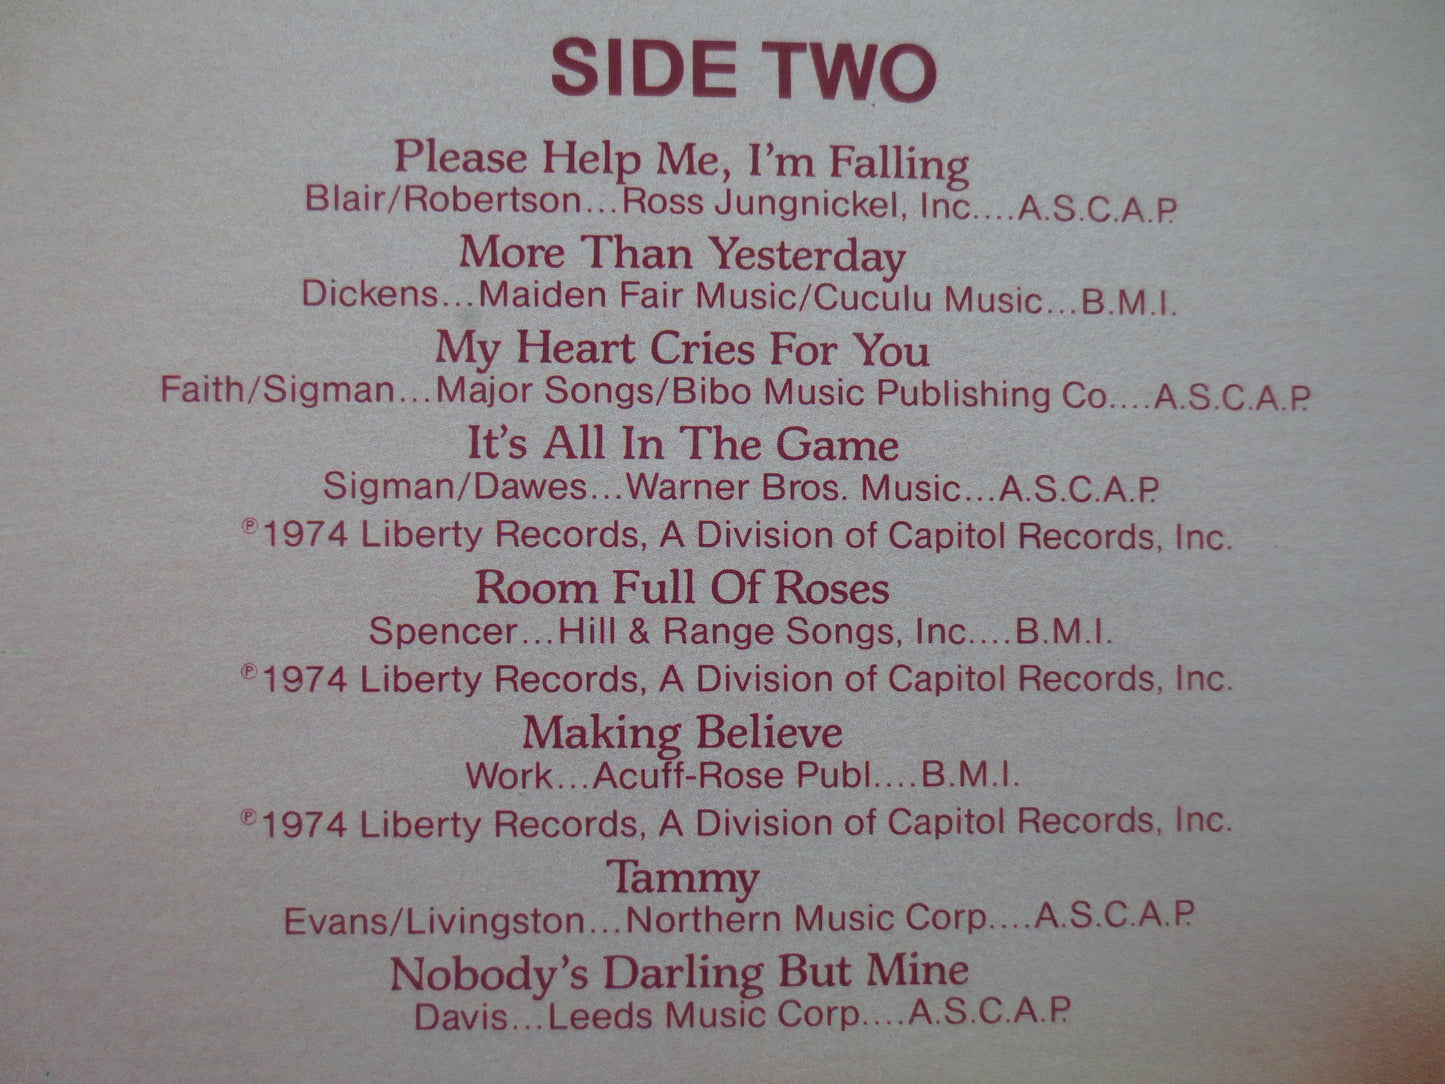 SIDE TWO
Please Help Me, I'm Falling
Blair/Robertson...Ross Jungnickel, Inc....A.S.C.A.P.
More Than Yesterday
Dickens...Maiden Fair Music/Cuculu Music...B.M.I.
My Heart Cries For You
Faith/Sigman...Major Songs/Bibo Music Publishing Co....A.S.C.A.P.
It's All In The Game
Sigman/Dawes...Warner Bros. Music...A.S.C.A.P.
℗1974 Liberty Records, A Division of Capitol Records, Inc.
Room Full Of Roses
Spencer...Hill & Range Songs, Inc....B.M.I.
℗1974 Liberty Records, A Division of Capitol Records, Inc.
Making Believe
Work...Acuff-Rose Publ....B.M.I.
℗1974 Liberty Records, A Division of Capitol Records, Inc.
Tammy
Evans/Livingston...Northern Music Corp....A.S.C.A.P.
Nobody's Darling But Mine
Davis...Leeds Music Corp....A.S.C.A.P.